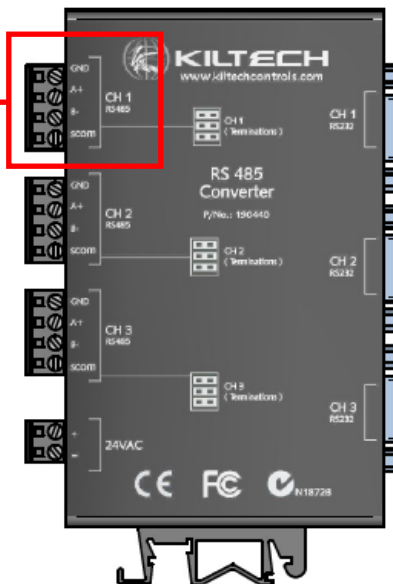 KILTECH
www.kiltechcontrols.com
GND
A+
B-
SCOM
CH 1
RS485
CH 1
( Terminations )
CH 1
RS232
RS 485
Converter
P/No.: 190440
GND
A+
B-
SCOM
CH 2
RS485
CH 2
( Terminations )
CH 2
RS232
GND
A+
B-
SCOM
CH 3
RS485
CH 3
( Terminations )
CH 3
RS232
+
-
24VAC
CE FC N18728